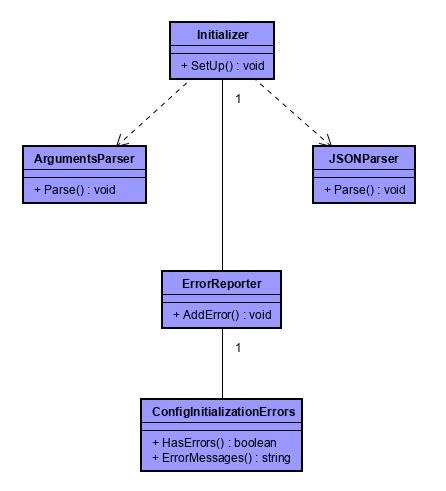 Initializer
+ SetUp() : void
1
ArgumentsParser
+ Parse() : void
JSONParser
+ Parse() : void
ErrorReporter
+ AddError() : void
1
ConfigInitializationErrors
+ HasErrors() : boolean
+ ErrorMessages() : string